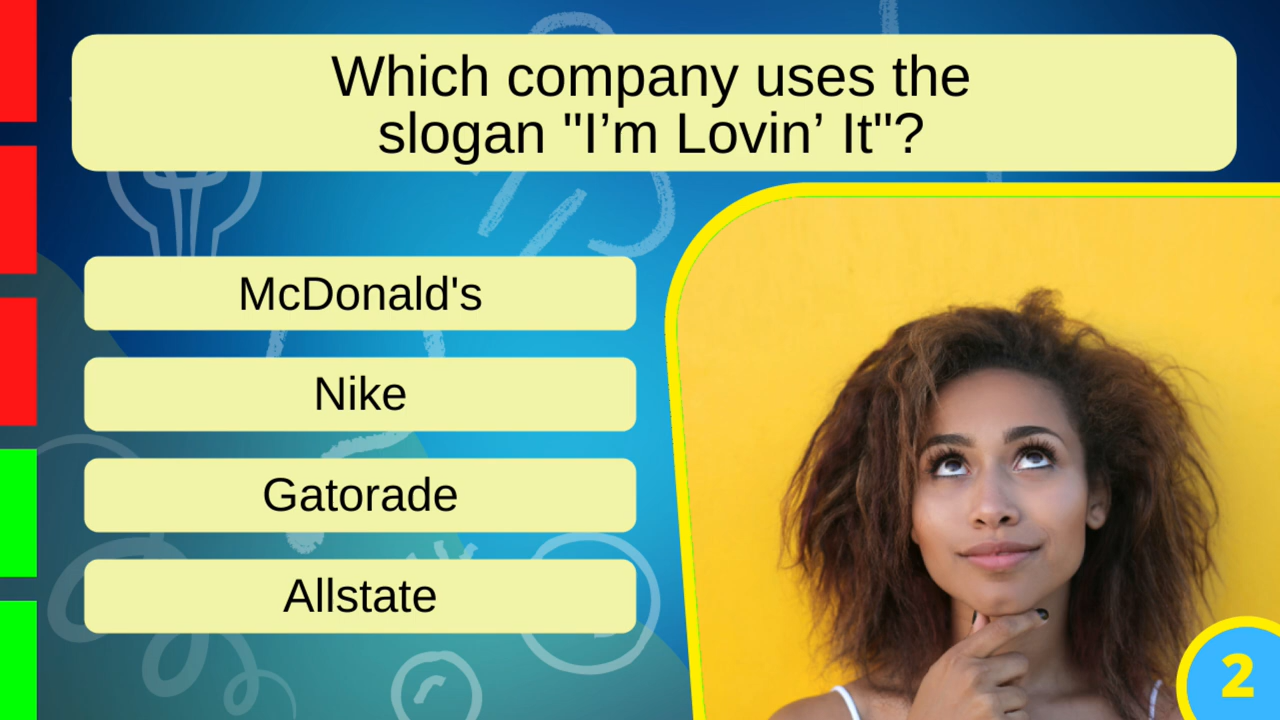 Which company uses the
slogan "I’m Lovin’ It"?
McDonald's
Nike
Gatorade
Allstate
2